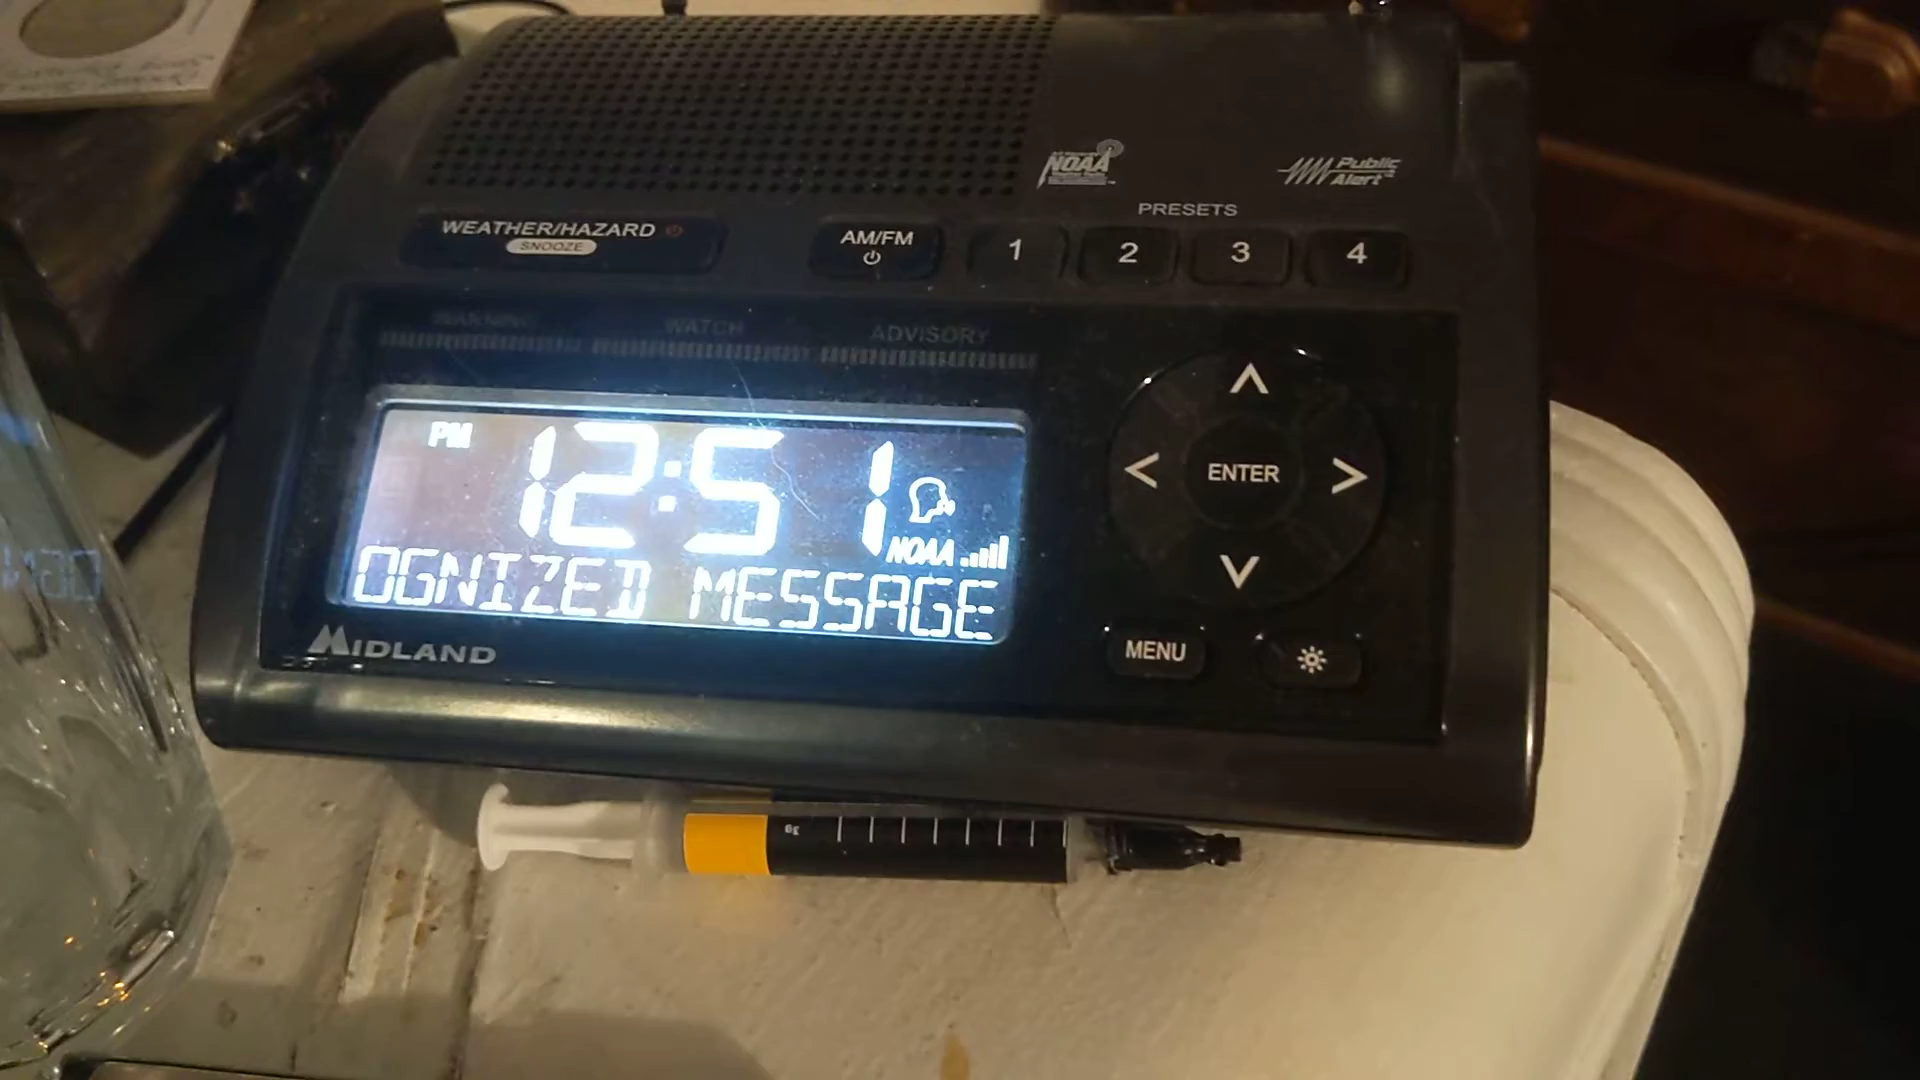 NOAA
Public Alert
PRESETS
WEATHER/HAZARD
SNOOZE
AM/FM
1
2
3
4
WARNING
WATCH
ADVISORY
PM
12:51
NOAA
OGNIZED MESSAGE
ENTER
MIDLAND
MENU
3g